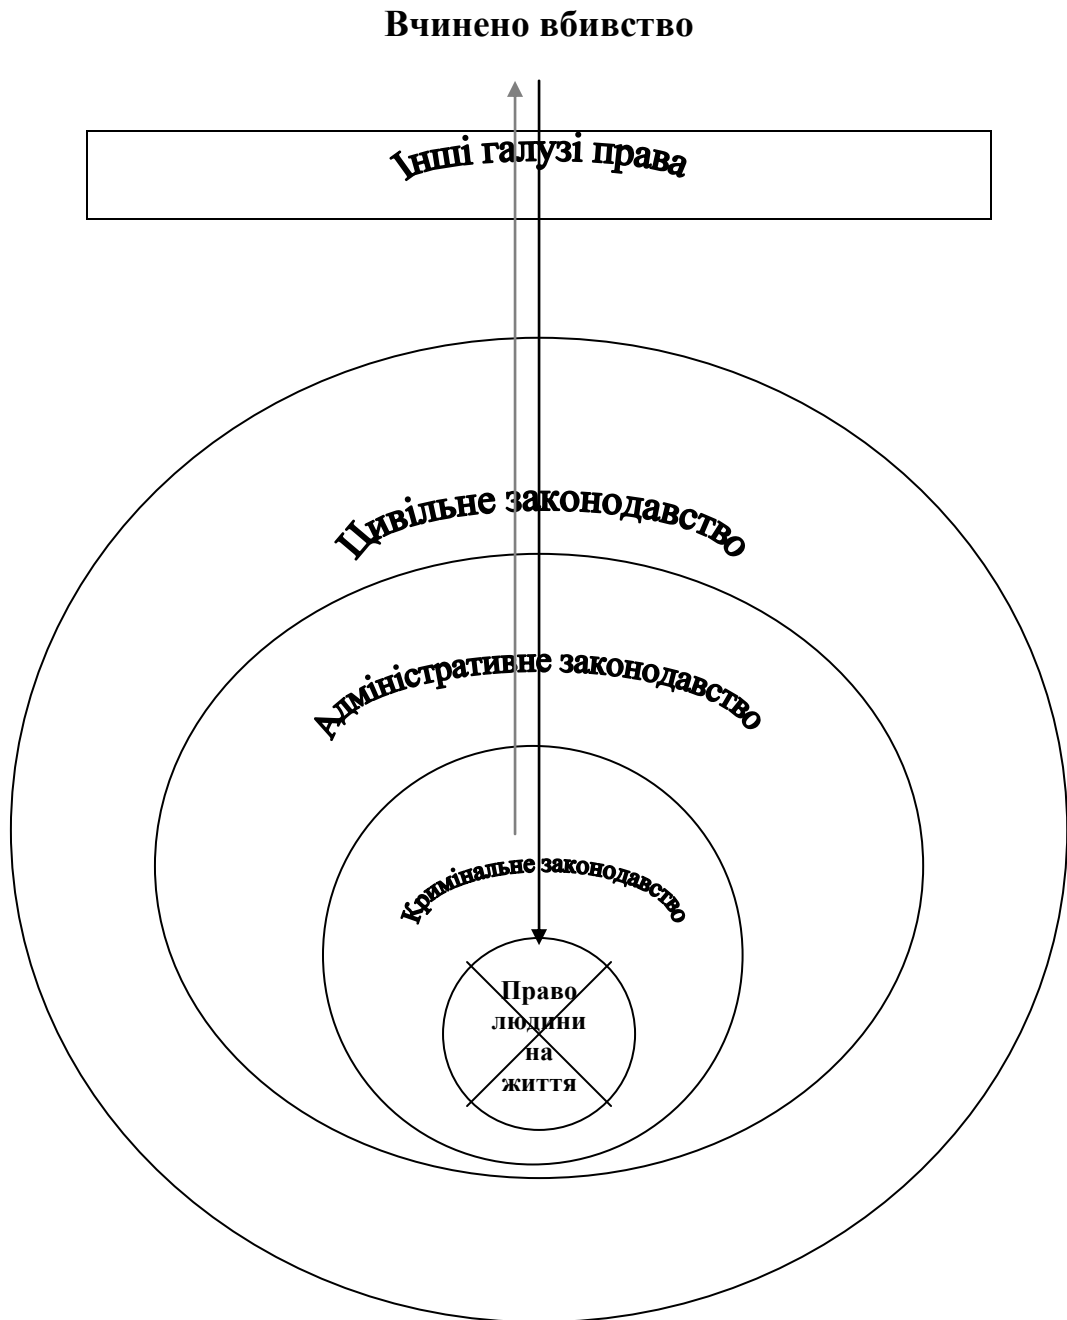 Вчинено вбивство
Інші галузі права
Цивільне законодавство
Адміністративне законодавство
Кримінальне законодавство
Право
людини
на
життя